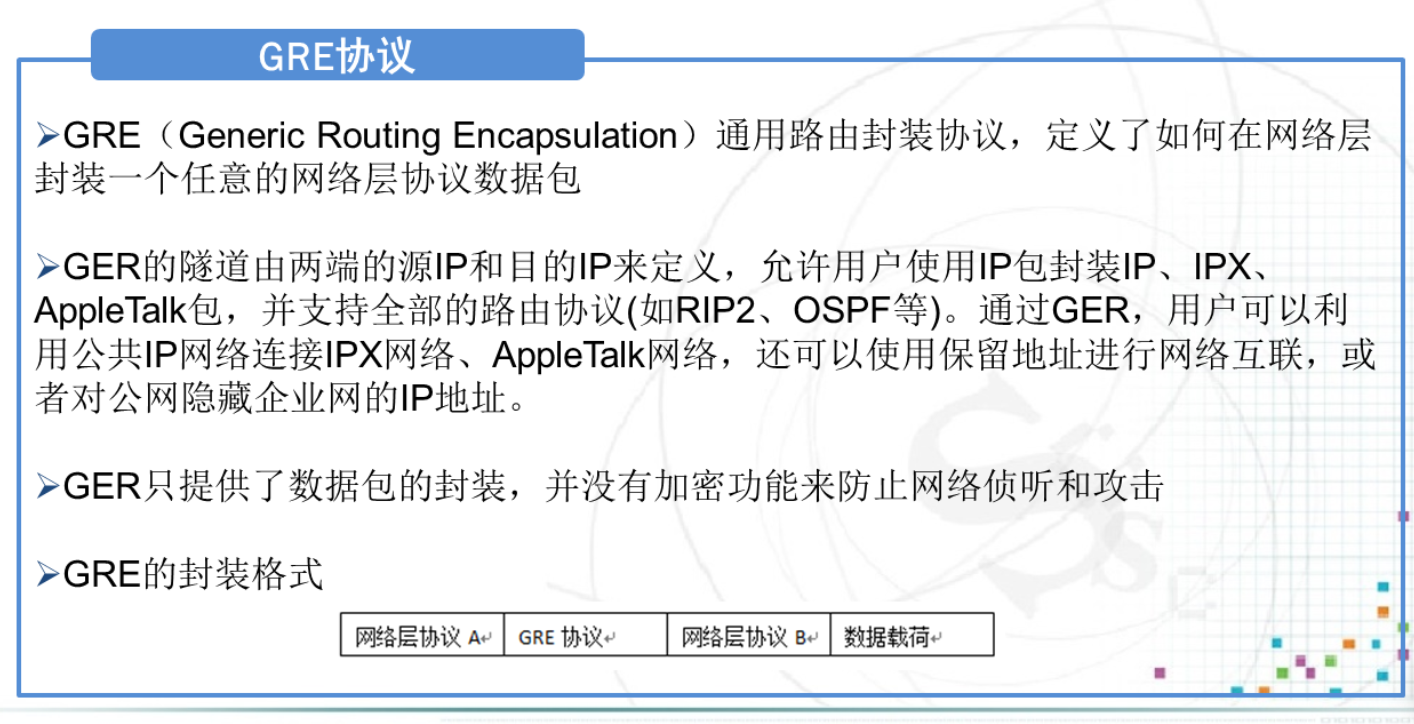 GRE协议
➢GRE（Generic Routing Encapsulation）通用路由封装协议，定义了如何在网络层
封装一个任意的网络层协议数据包
➢GER的隧道由两端的源IP和目的IP来定义，允许用户使用IP包封装IP、IPX、
AppleTalk包，并支持全部的路由协议(如RIP2、OSPF等)。通过GER，用户可以利
用公共IP网络连接IPX网络、AppleTalk网络，还可以使用保留地址进行网络互联，或
者对公网隐藏企业网的IP地址。
➢GER只提供了数据包的封装，并没有加密功能来防止网络侦听和攻击
➢GRE的封装格式
网络层协议 A↵ GRE 协议↵ 网络层协议 B↵ 数据载荷↵